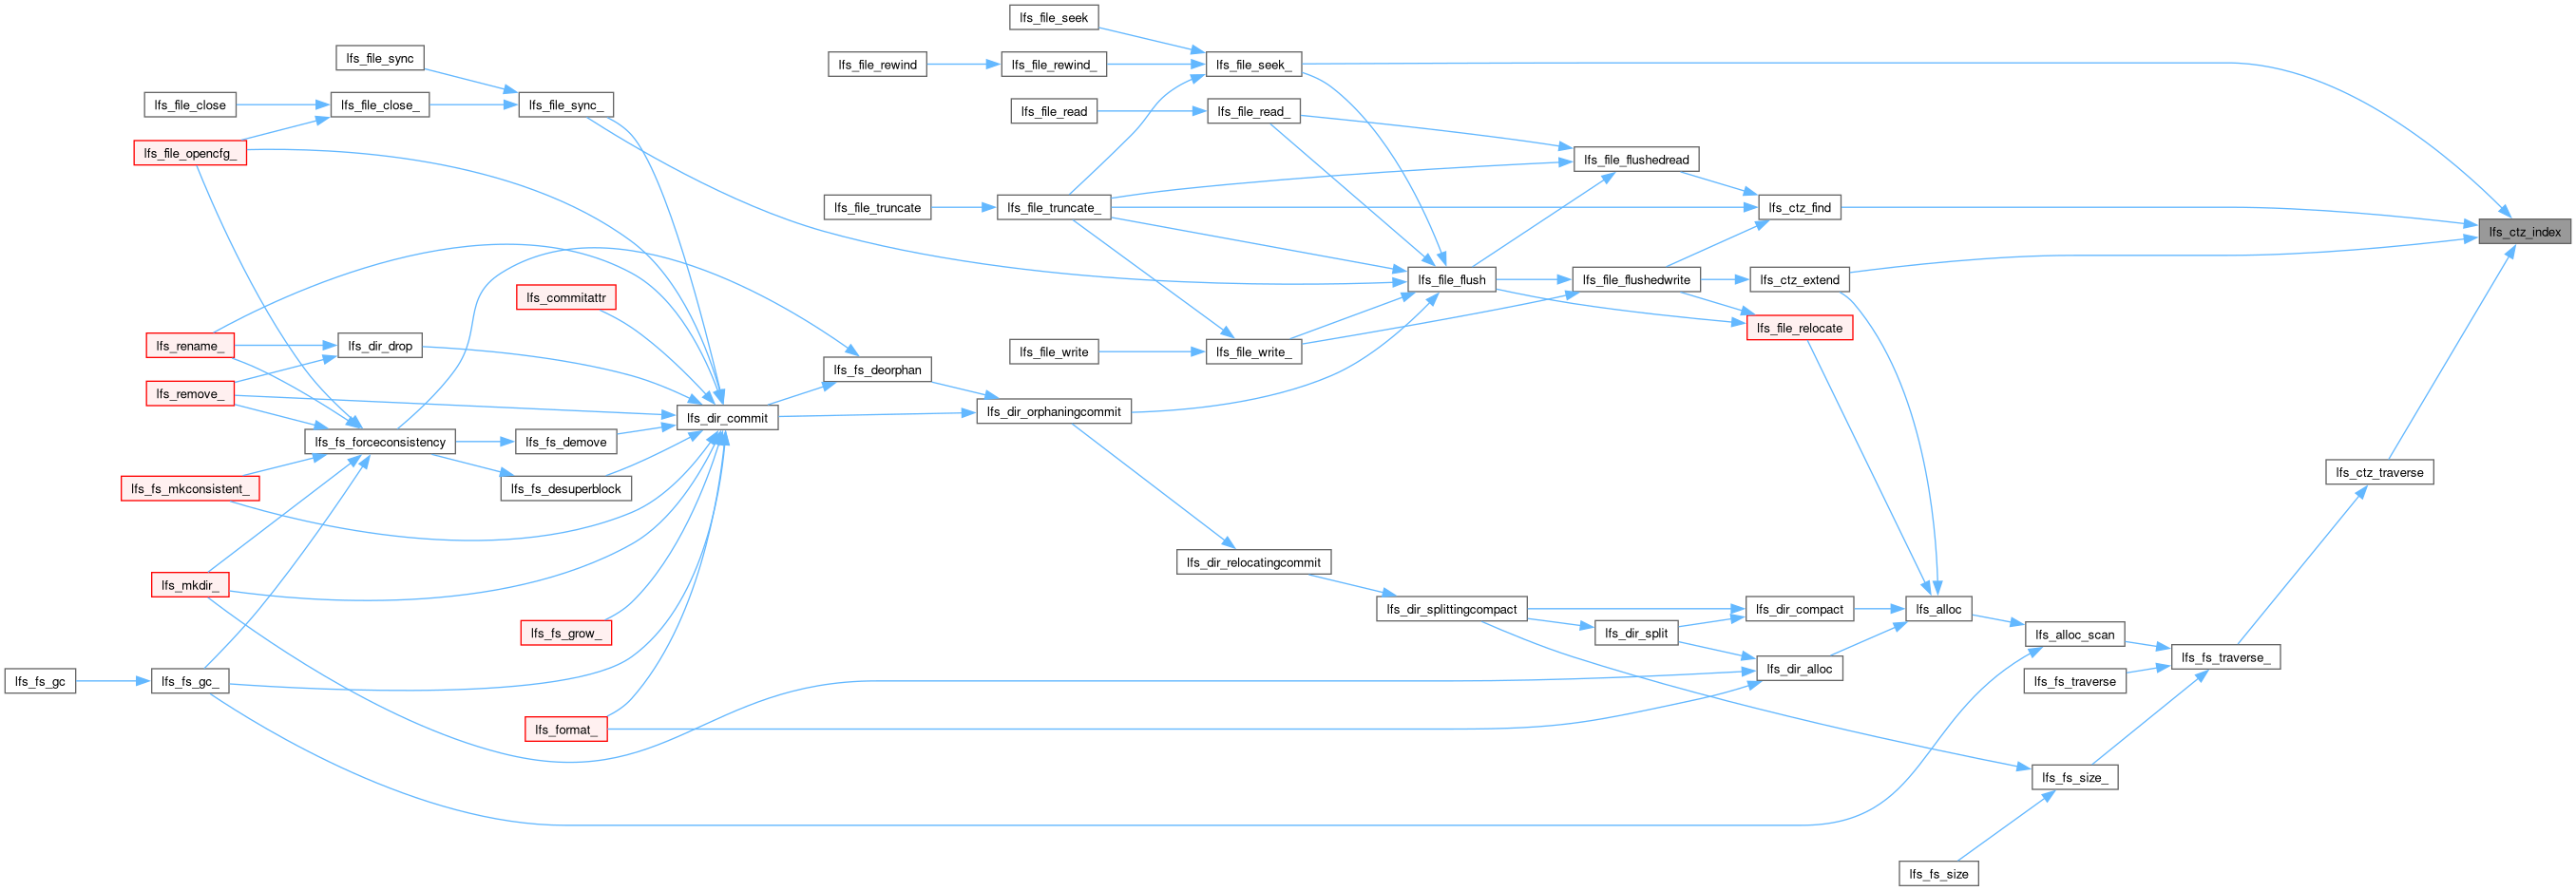 lfs_file_seek
lfs_file_sync
lfs_file_rewind
lfs_file_rewind_
lfs_file_seek_
lfs_file_close
lfs_file_close_
lfs_file_sync_
lfs_file_read
lfs_file_read_
lfs_file_opencfg_
lfs_file_flushedread
lfs_file_truncate
lfs_file_truncate_
lfs_ctz_find
lfs_ctz_index
lfs_file_flush
lfs_file_flushedwrite
lfs_ctz_extend
lfs_commitattr
lfs_file_relocate
lfs_rename_
lfs_dir_drop
lfs_file_write
lfs_file_write_
lfs_fs_deorphan
lfs_remove_
lfs_dir_commit
lfs_dir_orphaningcommit
lfs_fs_forceconsistency
lfs_fs_demove
lfs_ctz_traverse
lfs_fs_mkconsistent_
lfs_fs_desuperblock
lfs_dir_relocatingcommit
lfs_mkdir_
lfs_dir_splittingcompact
lfs_dir_compact
lfs_alloc
lfs_fs_grow_
lfs_dir_split
lfs_alloc_scan
lfs_fs_traverse_
lfs_dir_alloc
lfs_fs_gc
lfs_fs_gc_
lfs_fs_traverse
lfs_format_
lfs_fs_size_
lfs_fs_size